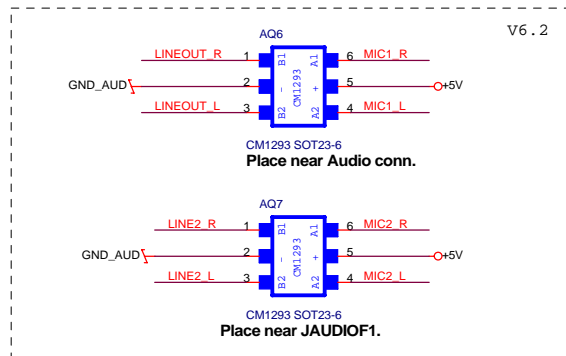 V6.2
AQ6
LINEOUT_R 1 B1 A1 6 MIC1_R
GND_AUD 2 - + 5 +5V
LINEOUT_L 3 B2 A2 4 MIC1_L
CM1293
CM1293 SOT23-6
Place near Audio conn.
AQ7
LINE2_R 1 B1 A1 6 MIC2_R
GND_AUD 2 - + 5 +5V
LINE2_L 3 B2 A2 4 MIC2_L
CM1293
CM1293 SOT23-6
Place near JAUDIOF1.